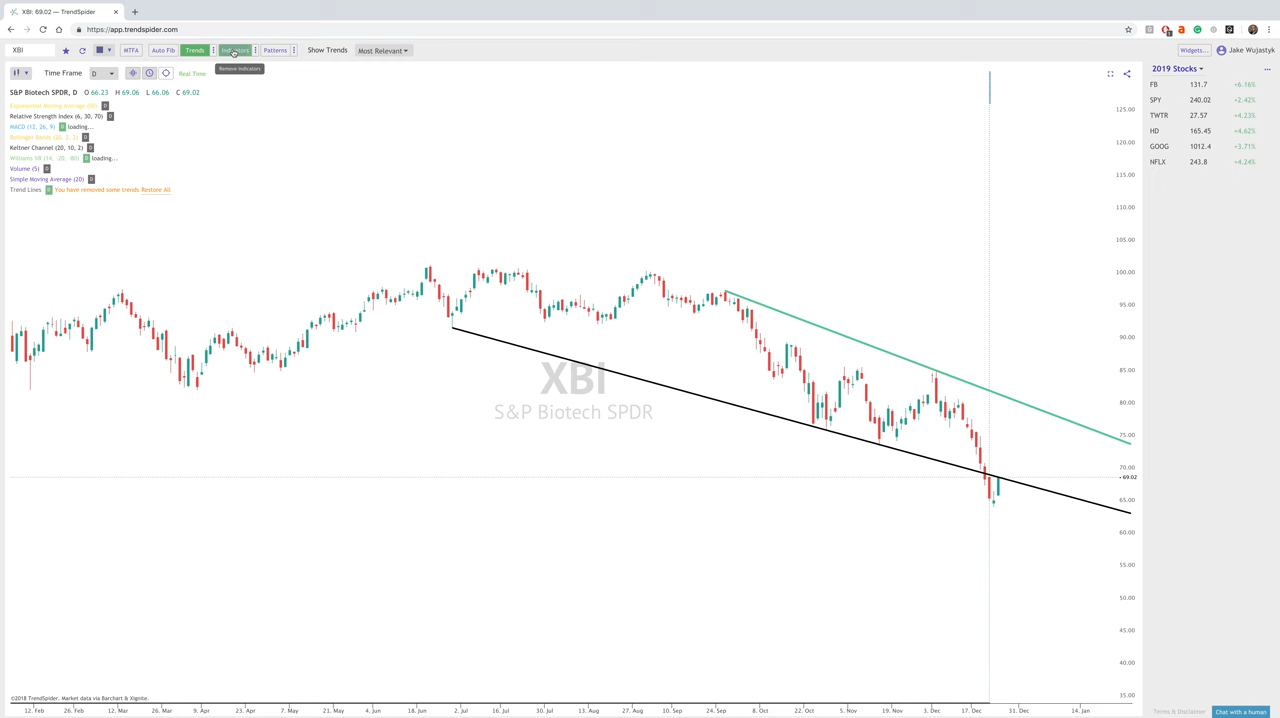 XBI: 69.02 — TrendSpider
https://app.trendspider.com
XBI MTFA Auto Fib Trends Indicators Patterns Show Trends Most Relevant Widgets... Jake Wujastyk
Remove Indicators
Time Frame D Real Time
S&P Biotech SPDR, D O 66.23 H 69.06 L 66.06 C 69.02
Exponential Moving Average (50) D
Relative Strength Index (6, 30, 70) D
MACD (12, 26, 9) D loading...
Bollinger Bands (20, 2, 2) D
Keltner Channel (20, 10, 2) D
Williams %R (14, -20, -80) D loading...
Volume (5) D
Simple Moving Average (20) D
Trend Lines D You have removed some trends Restore All
2019 Stocks
FB 131.7 +6.16%
SPY 240.02 +2.42%
TWTR 27.57 +4.23%
HD 165.45 +4.62%
GOOG 1012.4 +3.71%
NFLX 243.8 +4.24%
125.00
120.00
115.00
110.00
105.00
100.00
95.00
90.00
85.00
80.00
75.00
70.00
69.02
65.00
60.00
55.00
50.00
45.00
40.00
35.00
XBI
S&P Biotech SPDR
©2018 TrendSpider. Market data via Barchart & Xignite.
12. Feb 26. Feb 12. Mar 26. Mar 9. Apr 23. Apr 7. May 21. May 4. Jun 18. Jun 2. Jul 16. Jul 30. Jul 13. Aug 27. Aug 10. Sep 24. Sep 8. Oct 22. Oct 5. Nov 19. Nov 3. Dec 17. Dec 31. Dec 14. Jan
Terms & Disclaimer Chat with a human